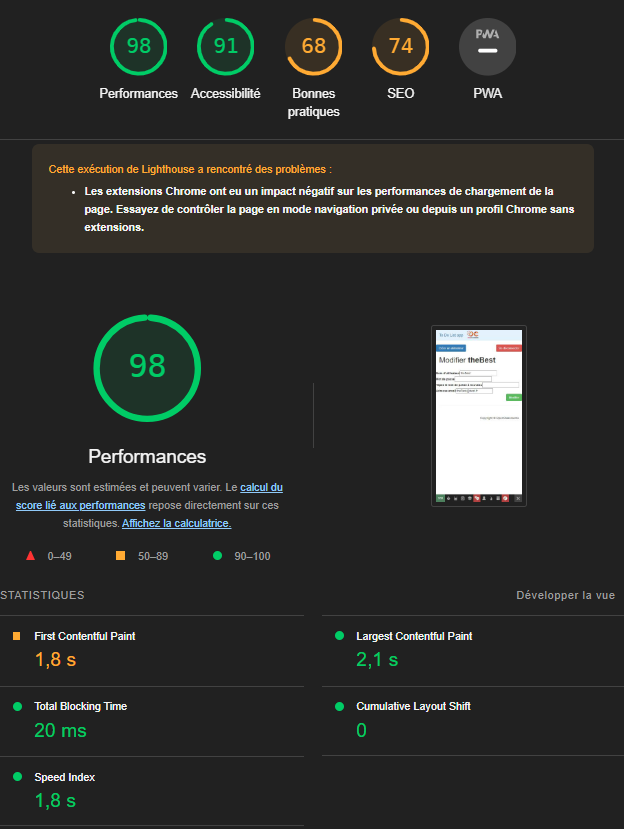 98
91
68
74
PWA
Performances
Accessibilité
Bonnes
pratiques
SEO
PWA
Cette exécution de Lighthouse a rencontré des problèmes :
• Les extensions Chrome ont eu un impact négatif sur les performances de chargement de la
page. Essayez de contrôler la page en mode navigation privée ou depuis un profil Chrome sans
extensions.
98
Performances
Les valeurs sont estimées et peuvent varier. Le calcul du
score lié aux performances repose directement sur ces
statistiques. Affichez la calculatrice.
0–49
50–89
90–100
Modifier theBest
STATISTIQUES
Développer la vue
First Contentful Paint
1,8 s
Largest Contentful Paint
2,1 s
Total Blocking Time
20 ms
Cumulative Layout Shift
0
Speed Index
1,8 s